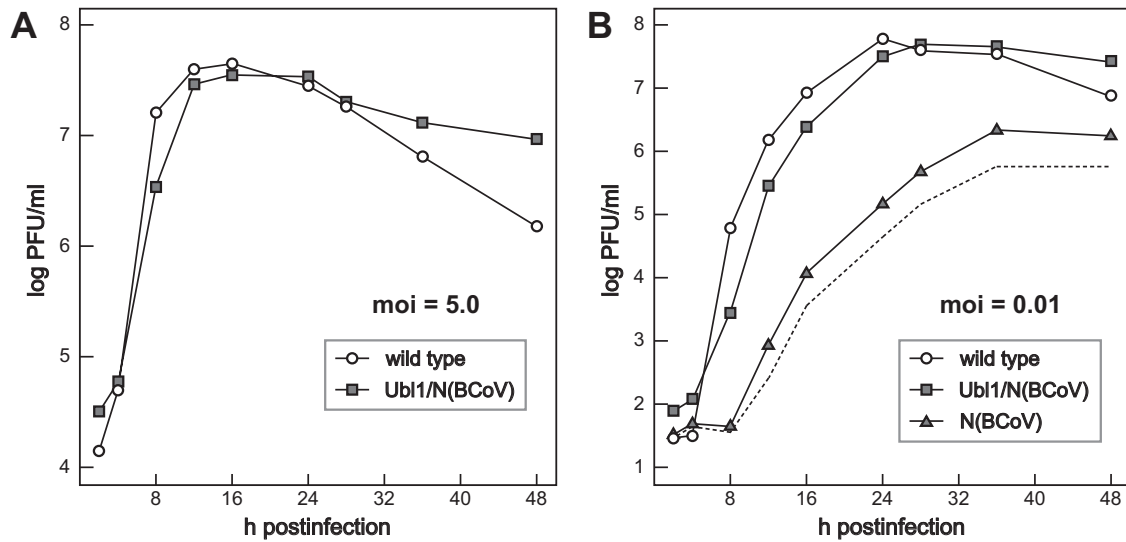 A
8
7
6
5
4
log PFU/ml
8
16
24
32
40
48
h postinfection
moi = 5.0
wild type
Ubl1/N(BCoV)
B
8
7
6
5
4
3
2
1
log PFU/ml
8
16
24
32
40
48
h postinfection
moi = 0.01
wild type
Ubl1/N(BCoV)
N(BCoV)